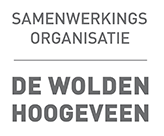 SAMENWERKINGS
ORGANISATIE
DE WOLDEN
HOOGEVEEN